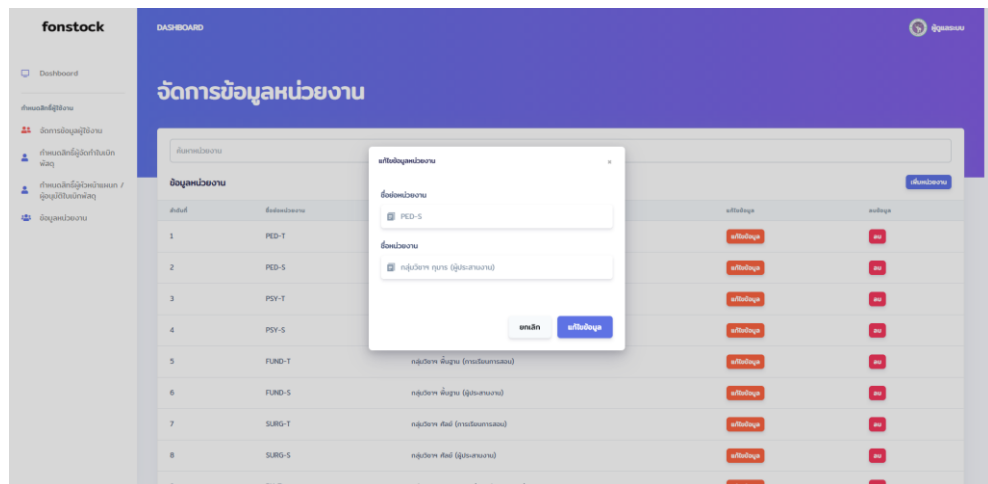 fonstock
DASHBOARD
ผู้ดูแลระบบ
Dashboard
จัดการข้อมูลหน่วยงาน
กำหนดสิทธิ์ผู้ใช้งาน
จัดการข้อมูลผู้ใช้งาน
กำหนดสิทธิ์ผู้จัดทำใบเบิก
พัสดุ
กำหนดสิทธิ์ผู้หัวหน้าแผนก /
ผู้อนุมัติใบเบิกพัสดุ
ข้อมูลหน่วยงาน
ค้นหาหน่วยงาน
ข้อมูลหน่วยงาน
เพิ่มหน่วยงาน
แก้ไขข้อมูลหน่วยงาน
×
ชื่อย่อหน่วยงาน
PED-S
ชื่อหน่วยงาน
กลุ่มวิชาฯ กุมาร (ผู้ประสานงาน)
ยกเลิก แก้ไขข้อมูล
ลำดับที่ ชื่อย่อหน่วยงาน แก้ไขข้อมูล ลบข้อมูล
1 PED-T แก้ไขข้อมูล ลบ
2 PED-S แก้ไขข้อมูล ลบ
3 PSY-T แก้ไขข้อมูล ลบ
4 PSY-S แก้ไขข้อมูล ลบ
5 FUND-T กลุ่มวิชาฯ พื้นฐาน (การเรียนการสอน) แก้ไขข้อมูล ลบ
6 FUND-S กลุ่มวิชาฯ พื้นฐาน (ผู้ประสานงาน) แก้ไขข้อมูล ลบ
7 SURG-T กลุ่มวิชาฯ ศัลย์ (การเรียนการสอน) แก้ไขข้อมูล ลบ
8 SURG-S กลุ่มวิชาฯ ศัลย์ (ผู้ประสานงาน) แก้ไขข้อมูล ลบ